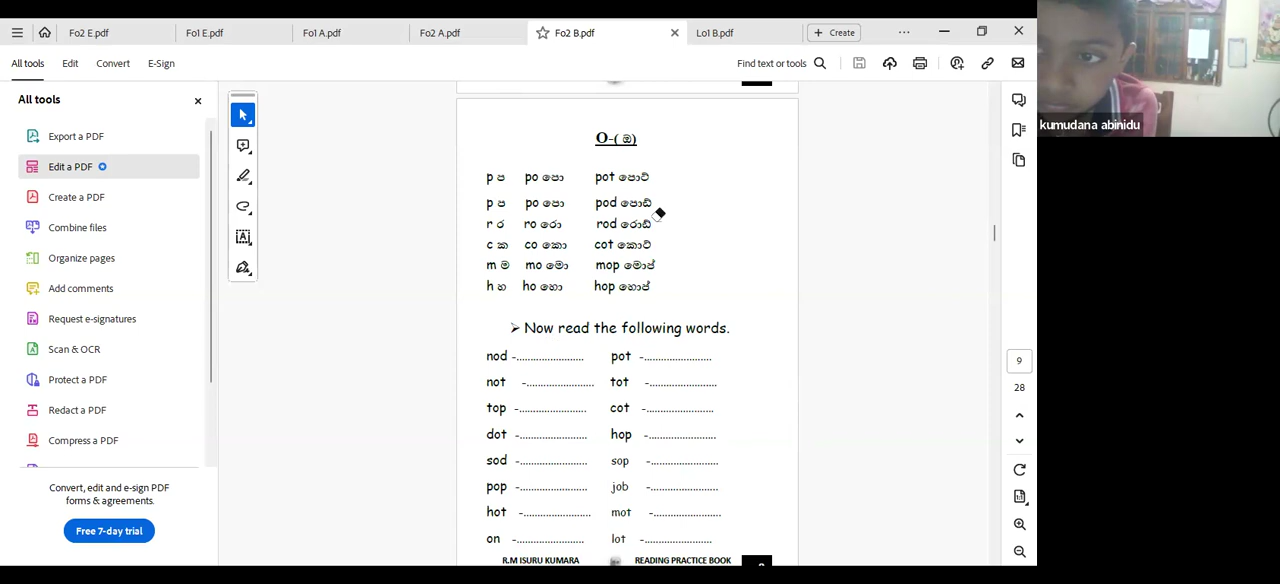 Fo2 E.pdf Fo1 E.pdf Fo1 A.pdf Fo2 A.pdf Fo2 B.pdf Lo1 B.pdf + Create
All tools Edit Convert E-Sign Find text or tools
All tools
Export a PDF
Edit a PDF
Create a PDF
Combine files
Organize pages
Add comments
Request e-signatures
Scan & OCR
Protect a PDF
Redact a PDF
Compress a PDF
Convert, edit and e-sign PDF
forms & agreements.
Free 7-day trial
O-( ඔ)
p ප po පො pot පොට්
p ප po පො pod පොඩ්
r ර ro රො rod රොඩ්
c ක co කො cot කොට්
m ම mo මො mop මොප්
h හ ho හො hop හොප්
➢ Now read the following words.
nod -........................ pot -........................
not -........................ tot -........................
top -........................ cot -........................
dot -........................ hop -........................
sod -........................ sop -........................
pop -........................ job -........................
hot -........................ mot -........................
on -........................ lot -........................
R.M ISURU KUMARA READING PRACTICE BOOK
9
28
kumudana abinidu